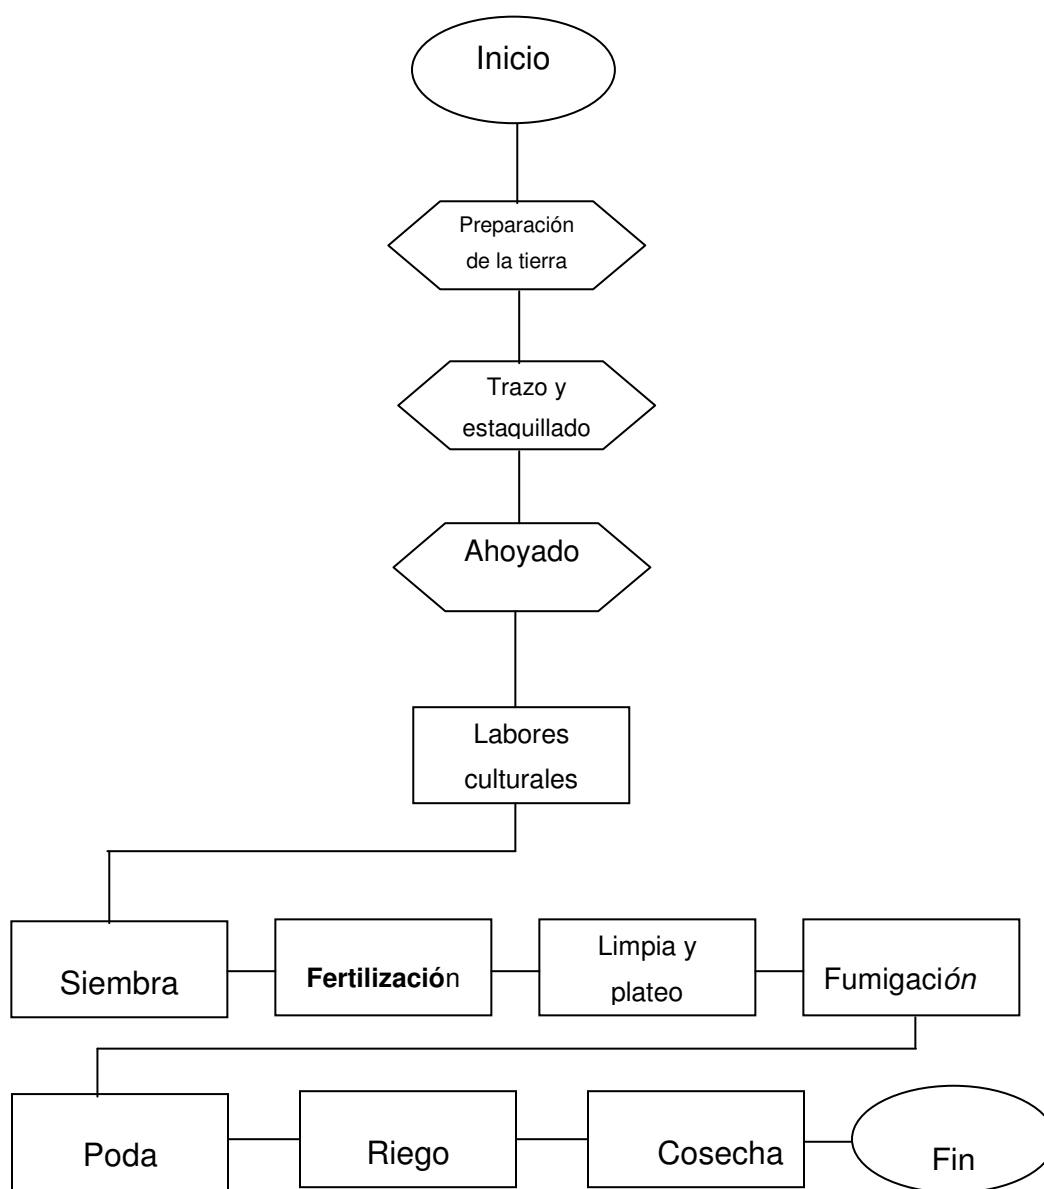 Inicio
Preparación
de la tierra
Trazo y
estaquillado
Ahoyado
Labores
culturales
Siembra
Fertilización
Limpia y
plateo
Fumigación
Poda
Riego
Cosecha
Fin